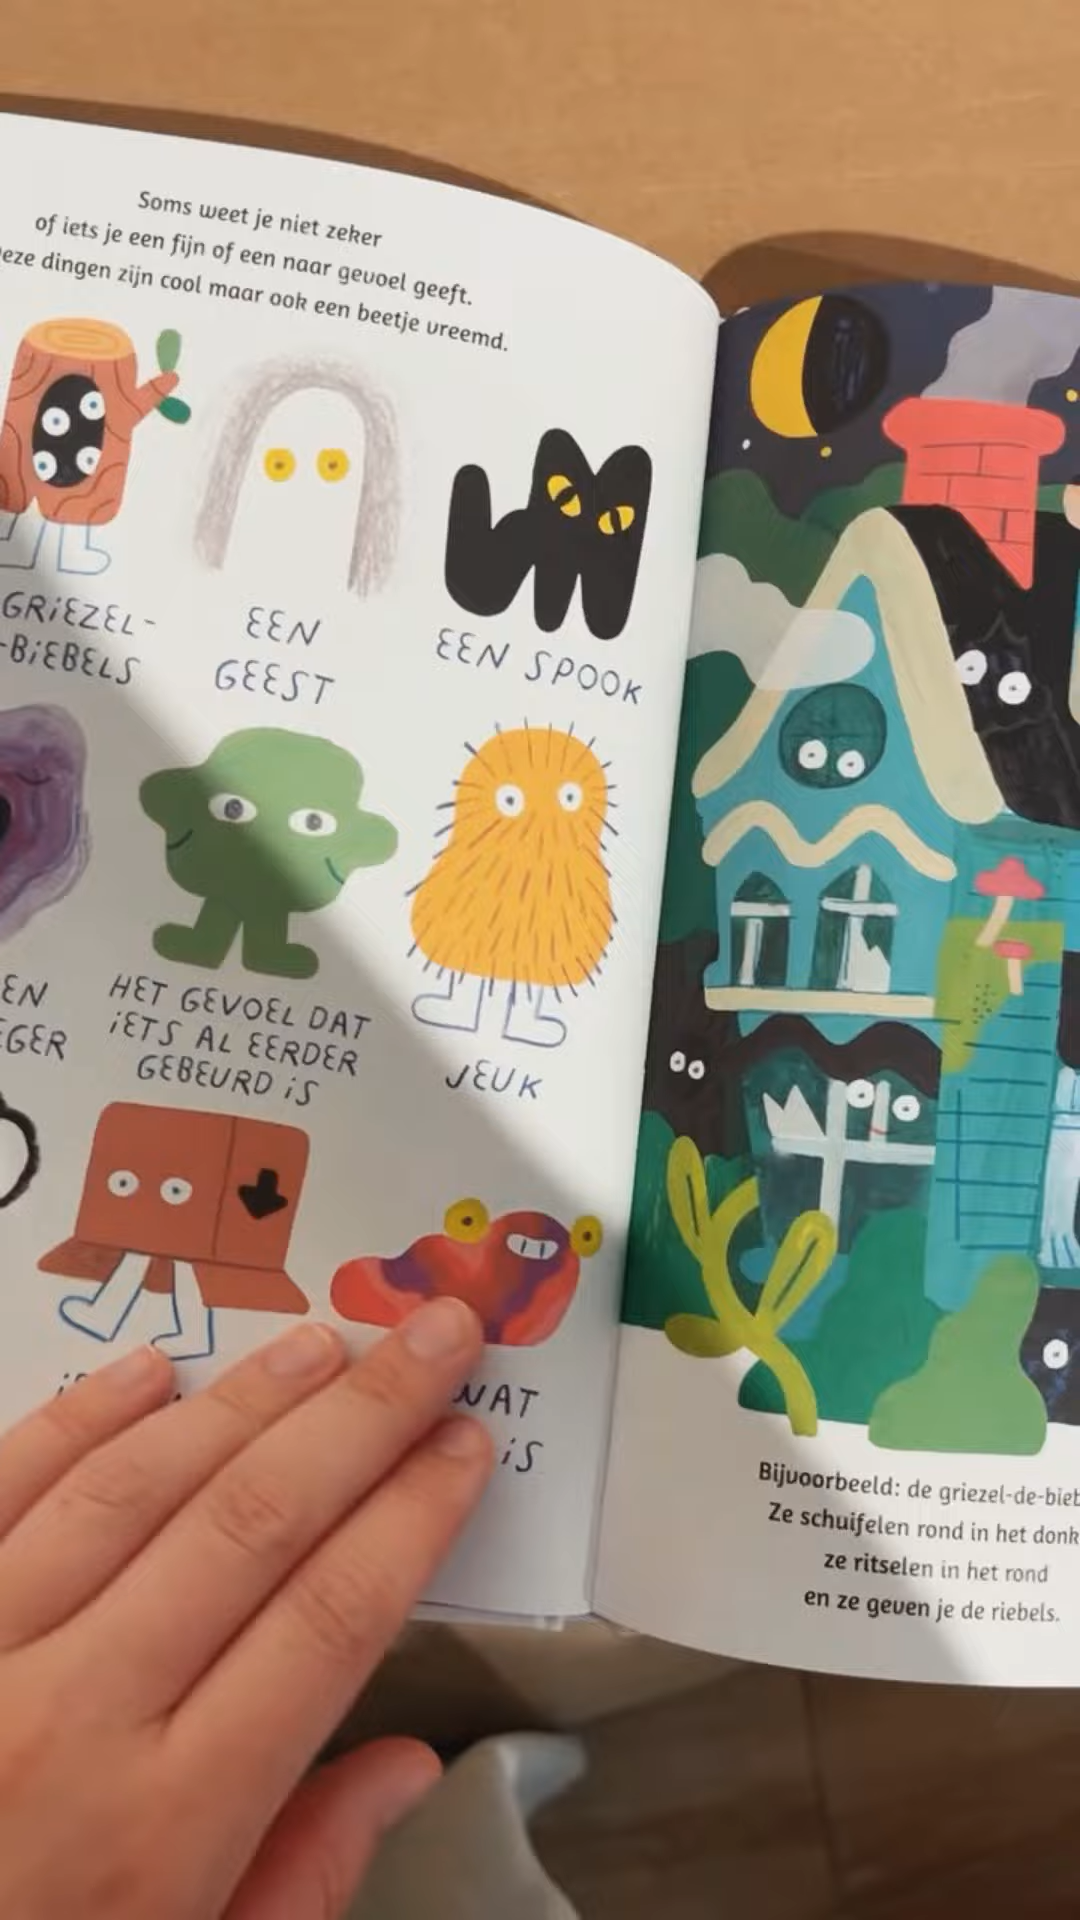 Soms weet je niet zeker
of iets je een fijn of een naar gevoel geeft.
dingen zijn cool maar ook een beetje vreemd.
GRiEZEL-
-BiEBELS
EEN
GEEST
EEN SPOOK
HET GEVOEL DAT
iETS AL EERDER
GEBEURD iS
JEUK
WAT
iS
Bijvoorbeeld: de griezel-de-bieb
Ze schuifelen rond in het donk
ze ritselen in het rond
en ze geven je de riebels.